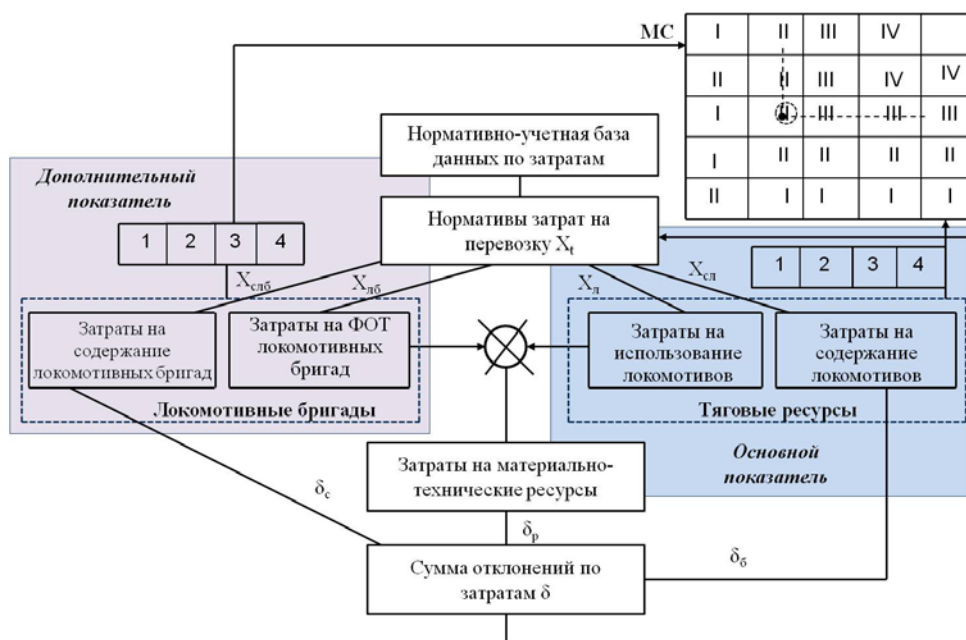 МС
I II III IV
II II III IV IV
I II III III III
I II II II II
II I I I I
Нормативно-учетная база
данных по затратам
Дополнительный
показатель
1 2 3 4
Нормативы затрат на
перевозку Xt
1 2 3 4
Xслб
Xлб
Xл
Xсл
Затраты на
содержание
локомотивных бригад
Затраты на ФОТ
локомотивных
бригад
Затраты на
использование
локомотивов
Затраты на
содержание
локомотивов
Локомотивные бригады
Тяговые ресурсы
Основной
показатель
Затраты на материально-
технические ресурсы
δс
δр
δб
Сумма отклонений по
затратам δ